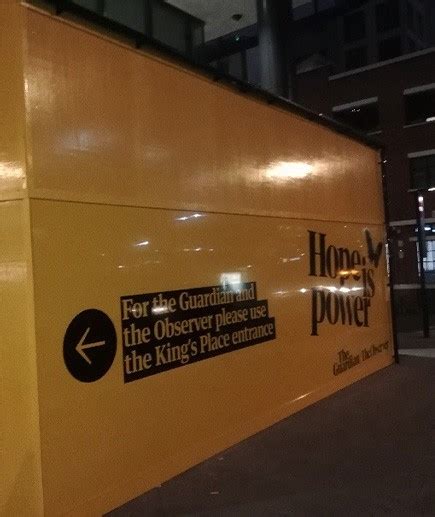 For the Guardian and
the Observer please use
the King's Place entrance
Hope
is
power
The
Guardian
The Observer